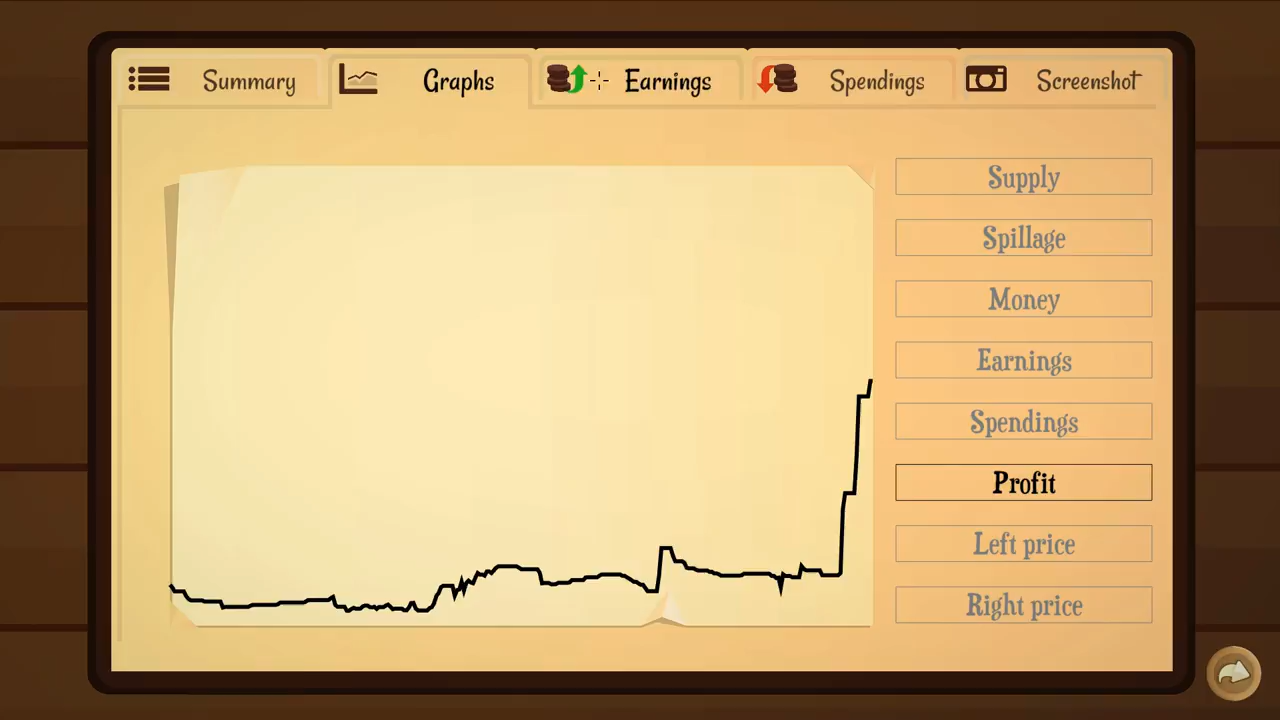 Summary
Graphs
Earnings
Spendings
Screenshot
Supply
Spillage
Money
Earnings
Spendings
Profit
Left price
Right price